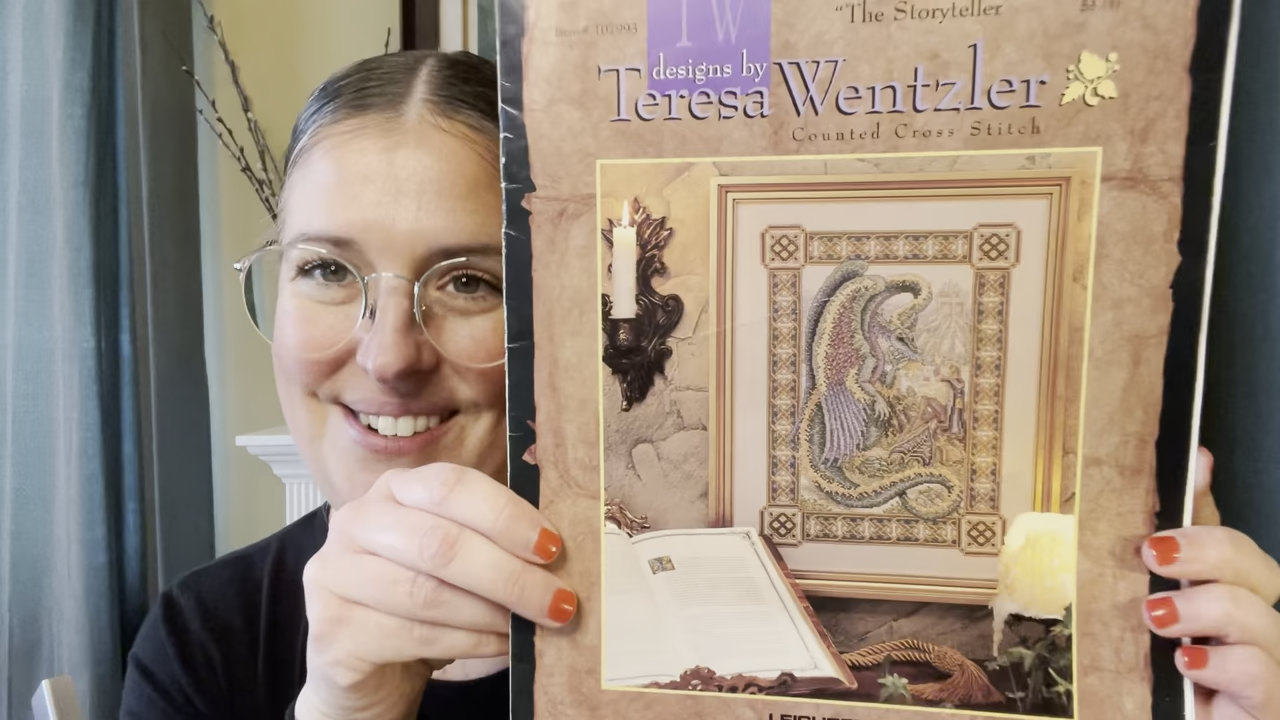 TW
"The Storyteller
designs by
Teresa Wentzler
Counted Cross Stitch